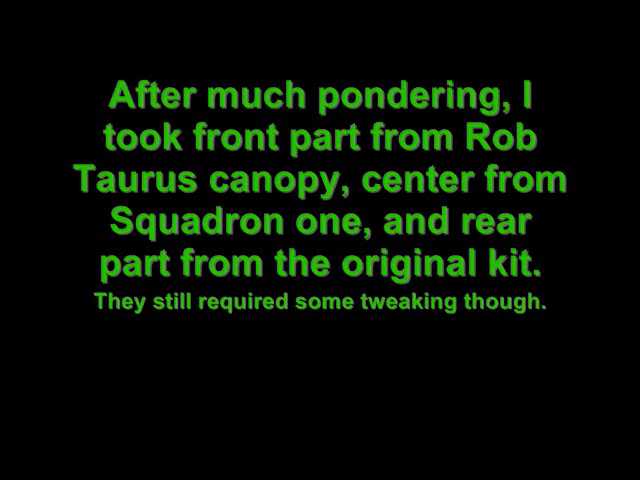 After much pondering, I
took front part from Rob
Taurus canopy, center from
Squadron one, and rear
part from the original kit.
They still required some tweaking though.